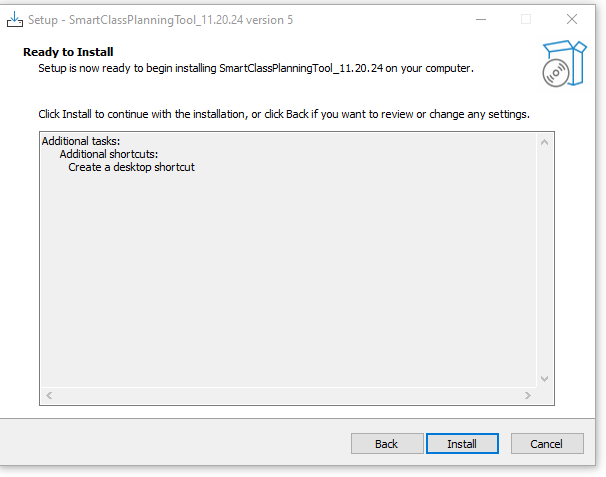 Setup - SmartClassPlanningTool_11.20.24 version 5
Ready to Install
Setup is now ready to begin installing SmartClassPlanningTool_11.20.24 on your computer.
Click Install to continue with the installation, or click Back if you want to review or change any settings.
Additional tasks:
Additional shortcuts:
Create a desktop shortcut
Back
Install
Cancel